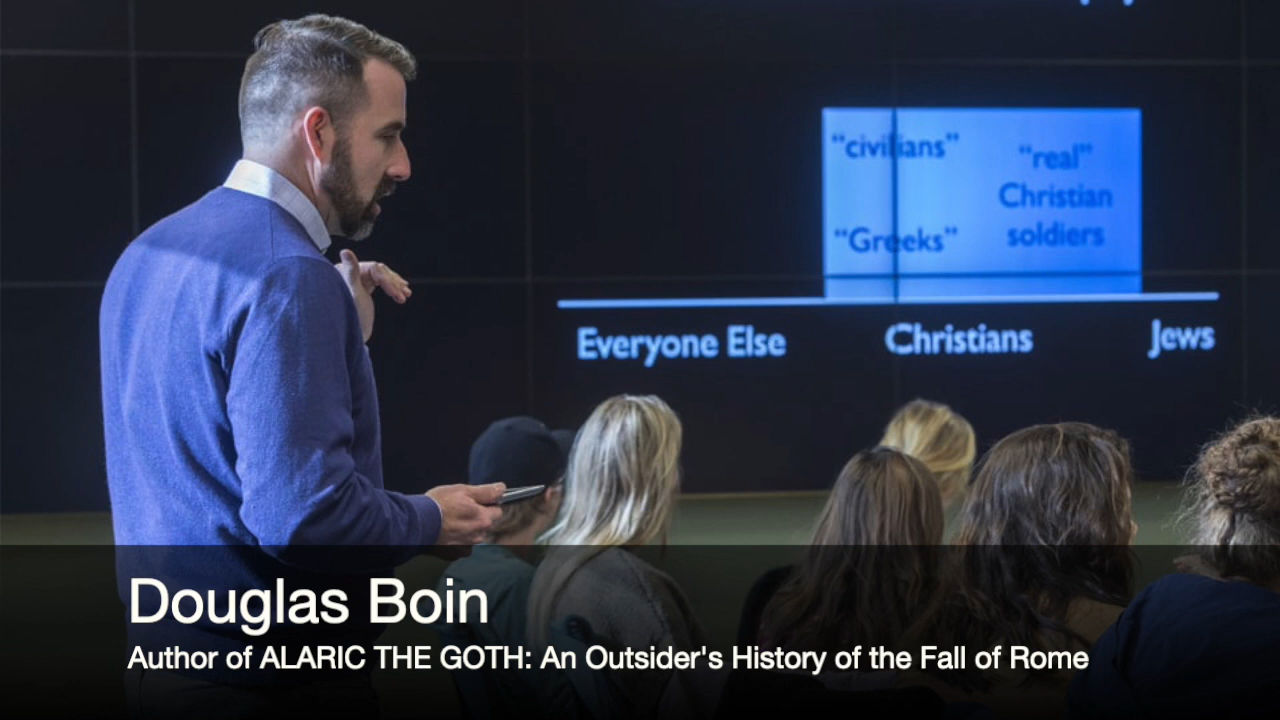 "civilians"
"real"
Christian
"Greeks"
soldiers
Everyone Else
Christians
Jews
Douglas Boin
Author of ALARIC THE GOTH: An Outsider's History of the Fall of Rome